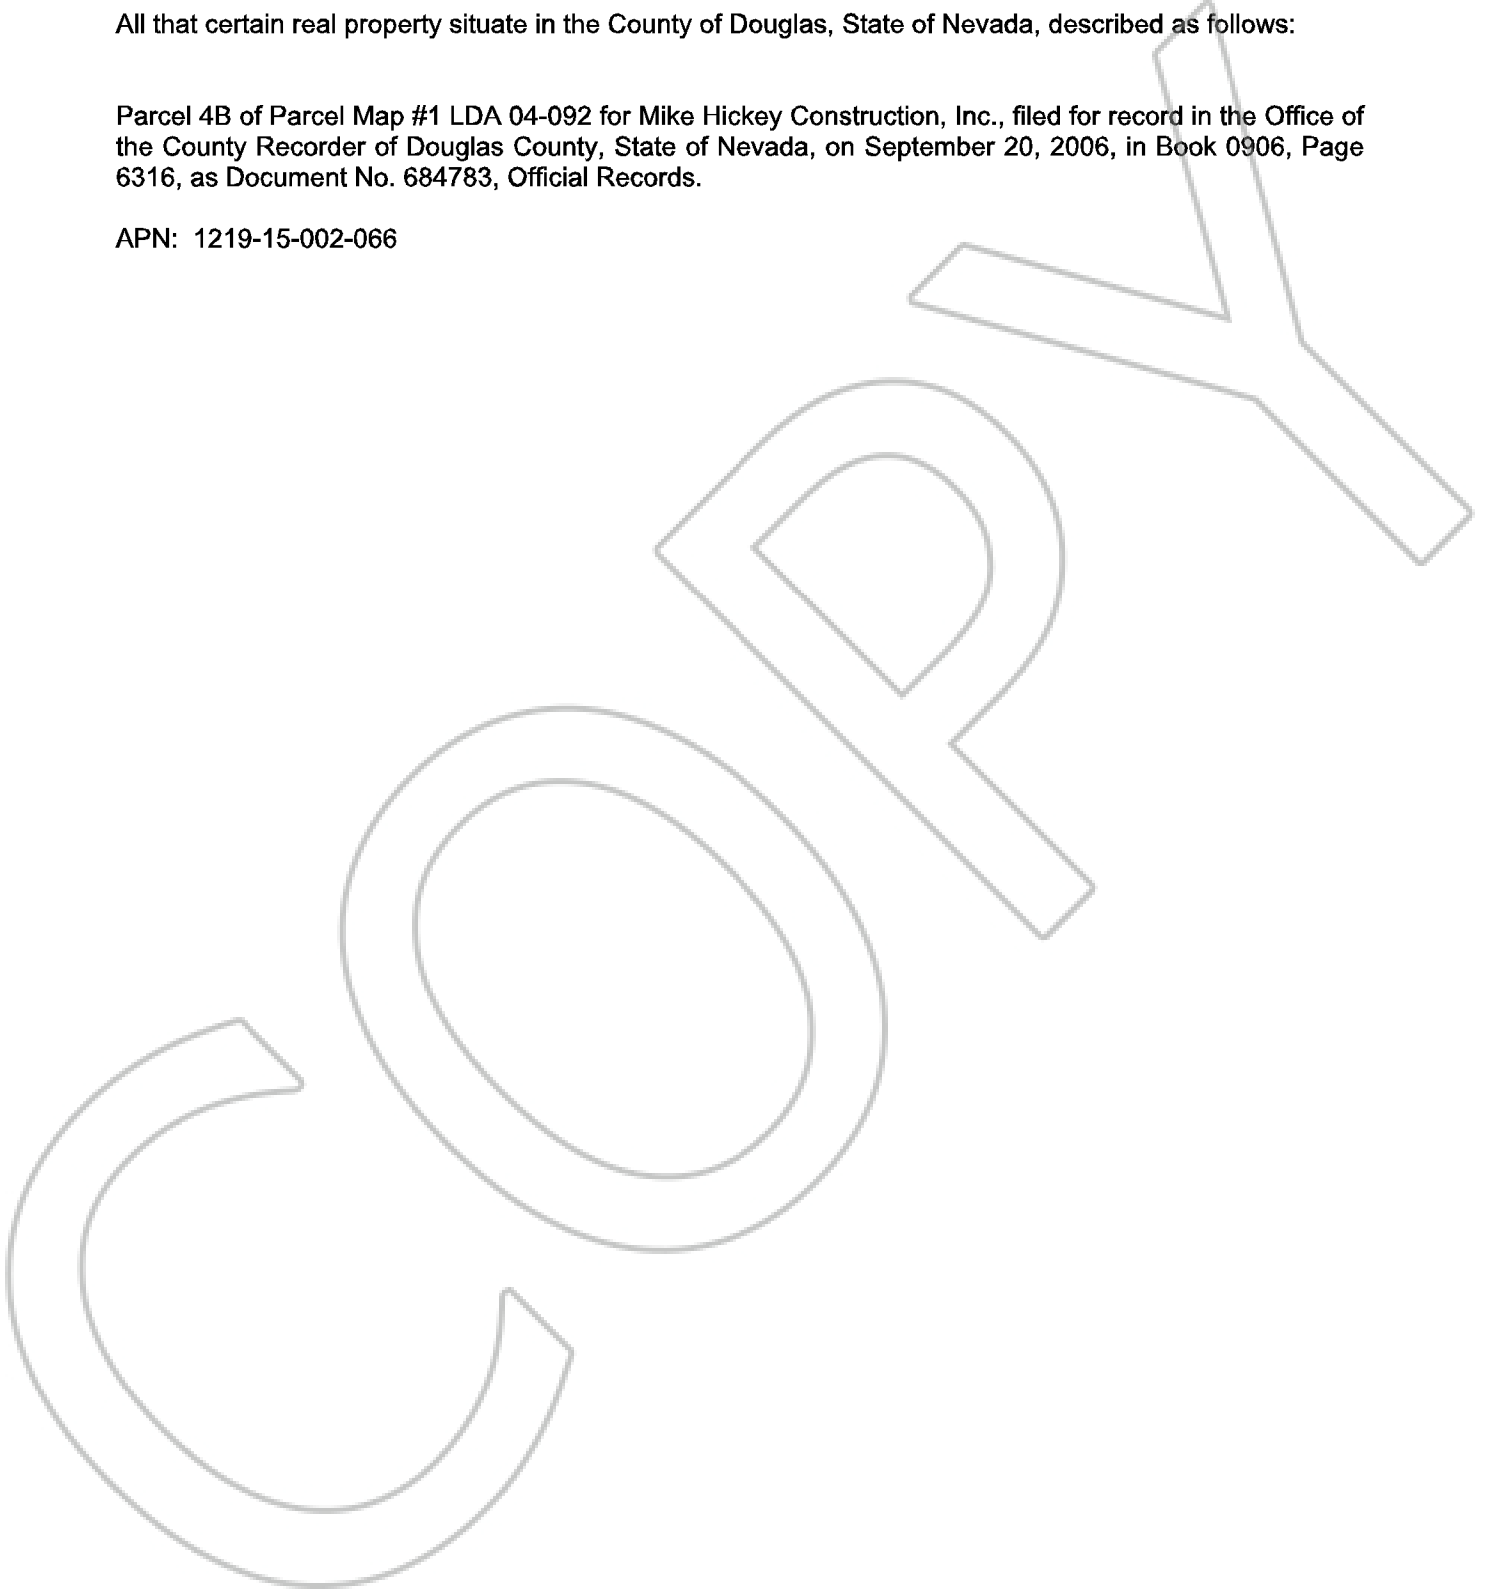 All that certain real property situate in the County of Douglas, State of Nevada, described as follows:
Parcel 4B of Parcel Map #1 LDA 04-092 for Mike Hickey Construction, Inc., filed for record in the Office of
the County Recorder of Douglas County, State of Nevada, on September 20, 2006, in Book 0906, Page
6316, as Document No. 684783, Official Records.
APN: 1219-15-002-066
COPY